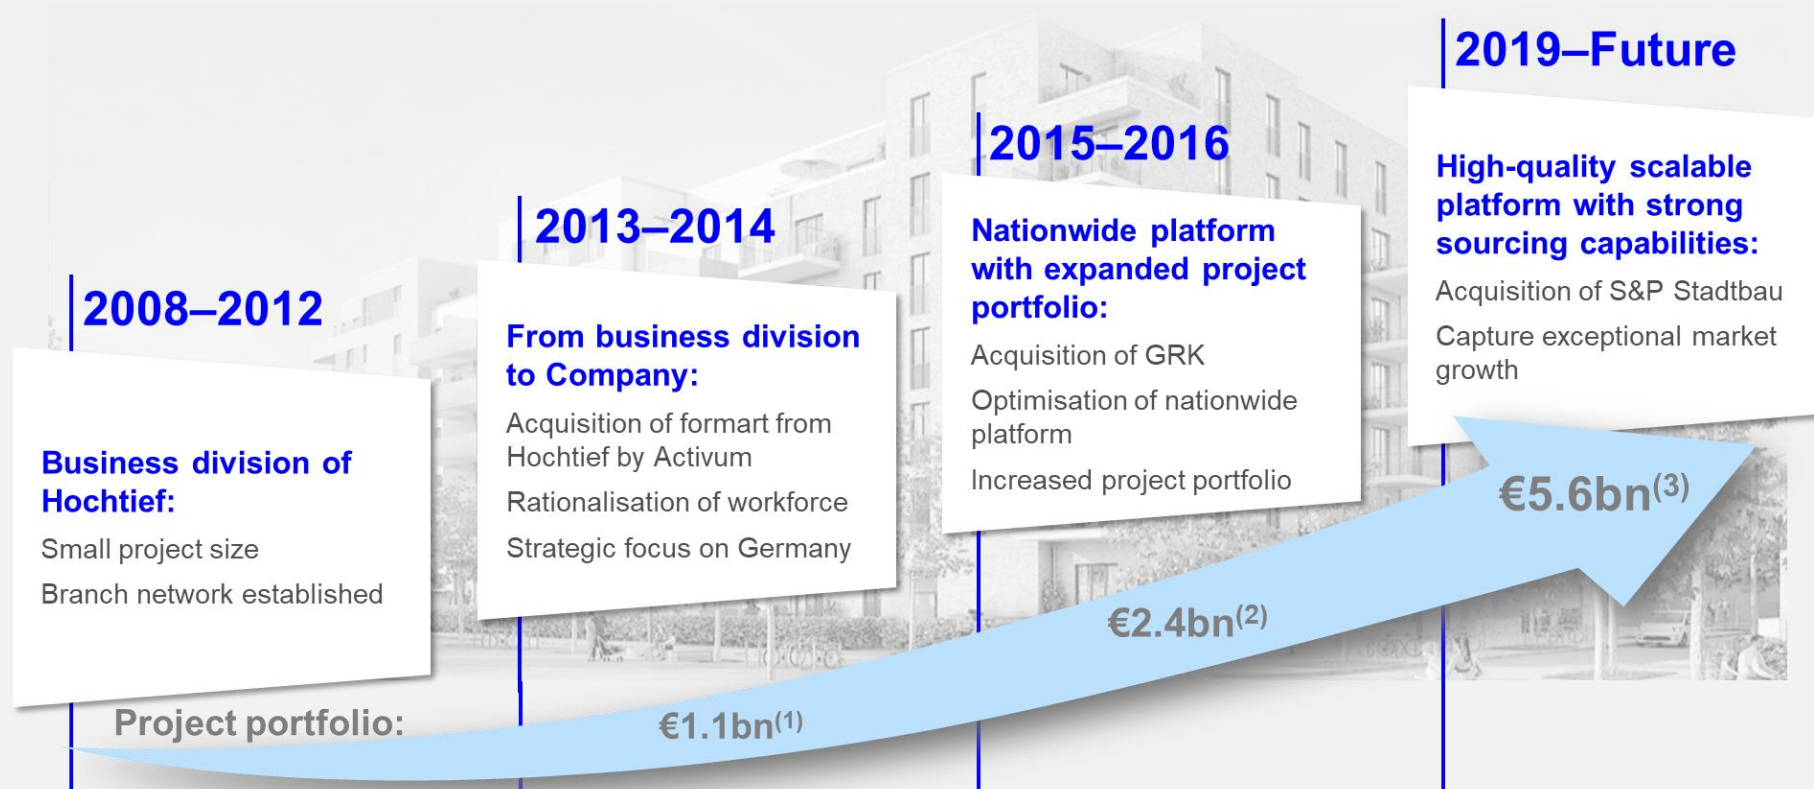 2008–2012
Business division of
Hochtief:
Small project size
Branch network established
2013–2014
From business division
to Company:
Acquisition of formart from
Hochtief by Activum
Rationalisation of workforce
Strategic focus on Germany
2015–2016
Nationwide platform
with expanded project
portfolio:
Acquisition of GRK
Optimisation of nationwide
platform
Increased project portfolio
2019–Future
High-quality scalable
platform with strong
sourcing capabilities:
Acquisition of S&P Stadtbau
Capture exceptional market
growth
Project portfolio:
€1.1bn(1)
€2.4bn(2)
€5.6bn(3)